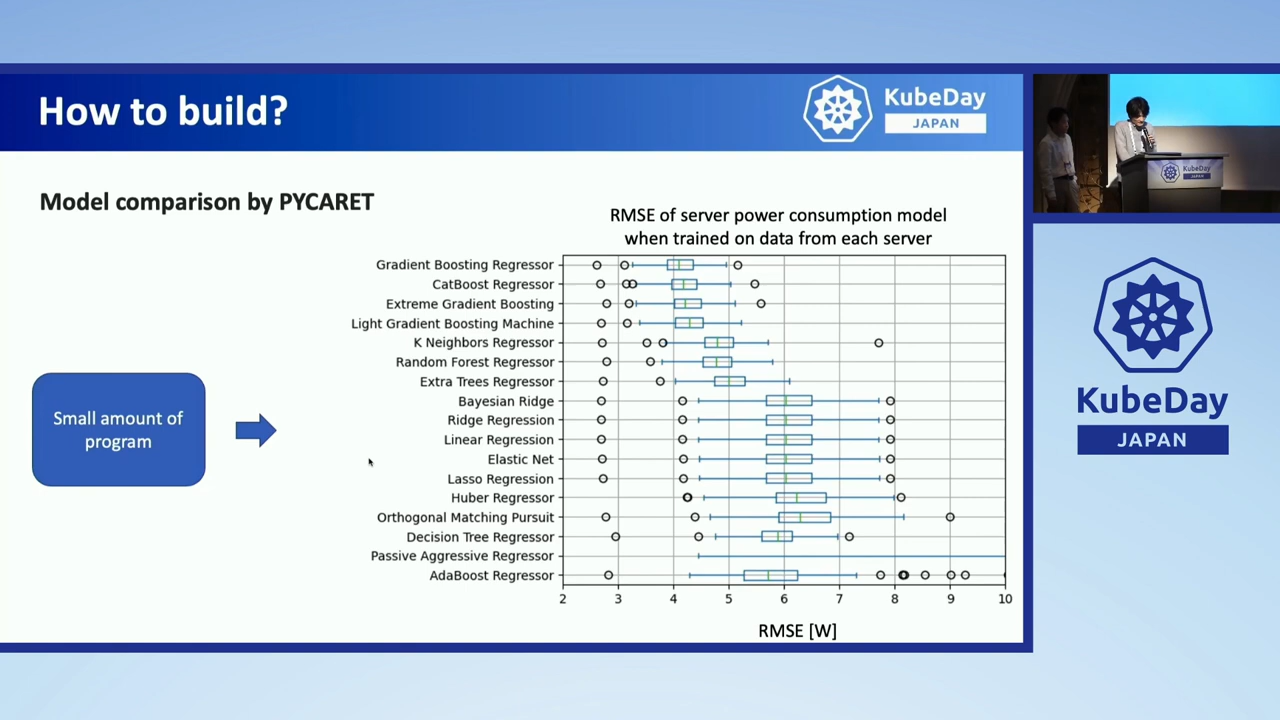 How to build?
KubeDay
JAPAN
Model comparison by PYCARET
RMSE of server power consumption model
when trained on data from each server
Gradient Boosting Regressor
CatBoost Regressor
Extreme Gradient Boosting
Light Gradient Boosting Machine
K Neighbors Regressor
Random Forest Regressor
Extra Trees Regressor
Bayesian Ridge
Ridge Regression
Linear Regression
Elastic Net
Lasso Regression
Huber Regressor
Orthogonal Matching Pursuit
Decision Tree Regressor
Passive Aggressive Regressor
AdaBoost Regressor
2 3 4 5 6 7 8 9 10
RMSE [W]
Small amount of
program
KubeDay
JAPAN
KubeDay
JAPAN